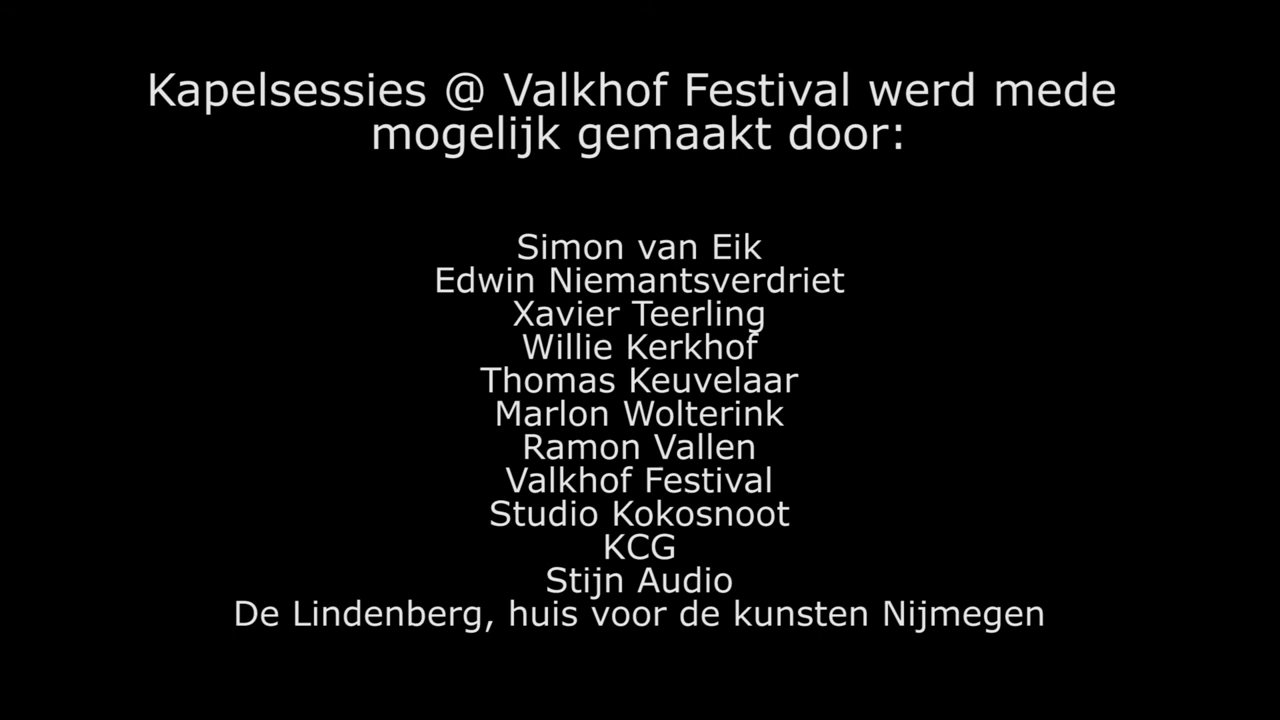 Kapelsessies @ Valkhof Festival werd mede
mogelijk gemaakt door:
Simon van Eik
Edwin Niemantsverdriet
Xavier Teerling
Willie Kerkhof
Thomas Keuvelaar
Marlon Wolterink
Ramon Vallen
Valkhof Festival
Studio Kokosnoot
KCG
Stijn Audio
De Lindenberg, huis voor de kunsten Nijmegen